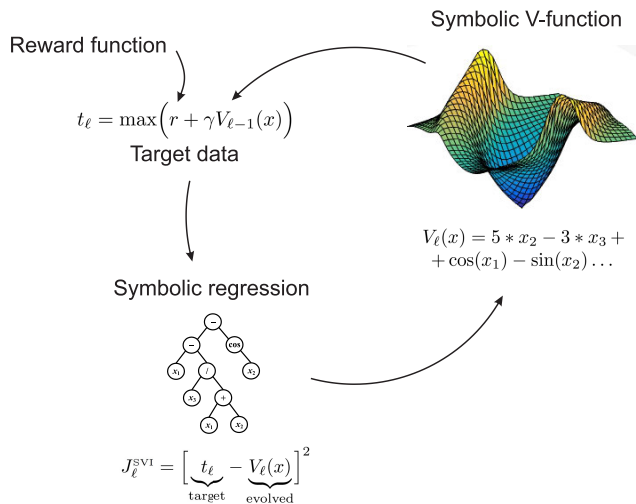 Symbolic V-function
Reward function
t_ℓ = max(r + γV_{ℓ−1}(x))
Target data
V_ℓ(x) = 5 ∗ x_2 − 3 ∗ x_3 +
+ cos(x_1) − sin(x_2) …
Symbolic regression
−
− cos
x_1 / x_2
x_3 +
x_1 x_2
J_ℓ^{SVI} = [t_ℓ − V_ℓ(x)]^2
target evolved